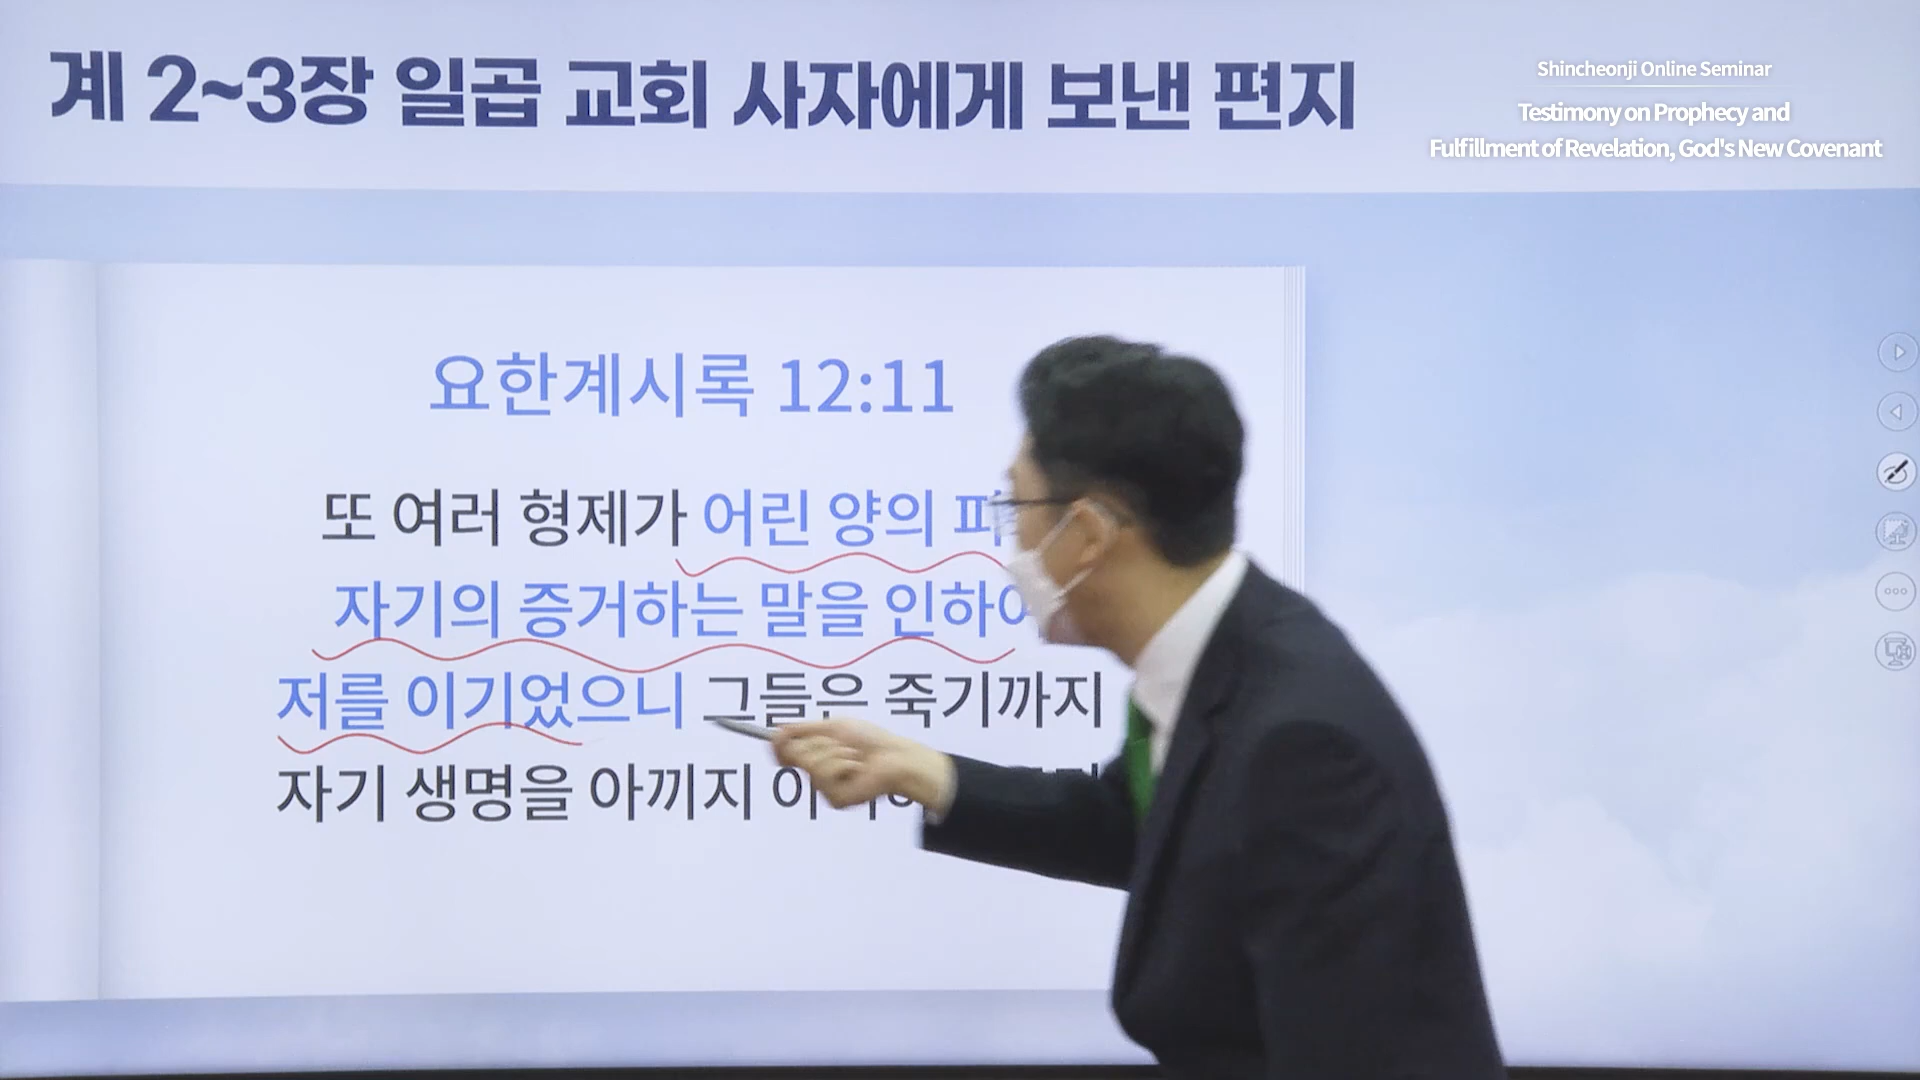 계 2~3장 일곱 교회 사자에게 보낸 편지
Shincheonji Online Seminar
Testimony on Prophecy and
Fulfillment of Revelation, God's New Covenant
요한계시록 12:11
또 여러 형제가 어린 양의 피
자기의 증거하는 말을 인하여
저를 이기었으니 그들은 죽기까지
자기 생명을 아끼지